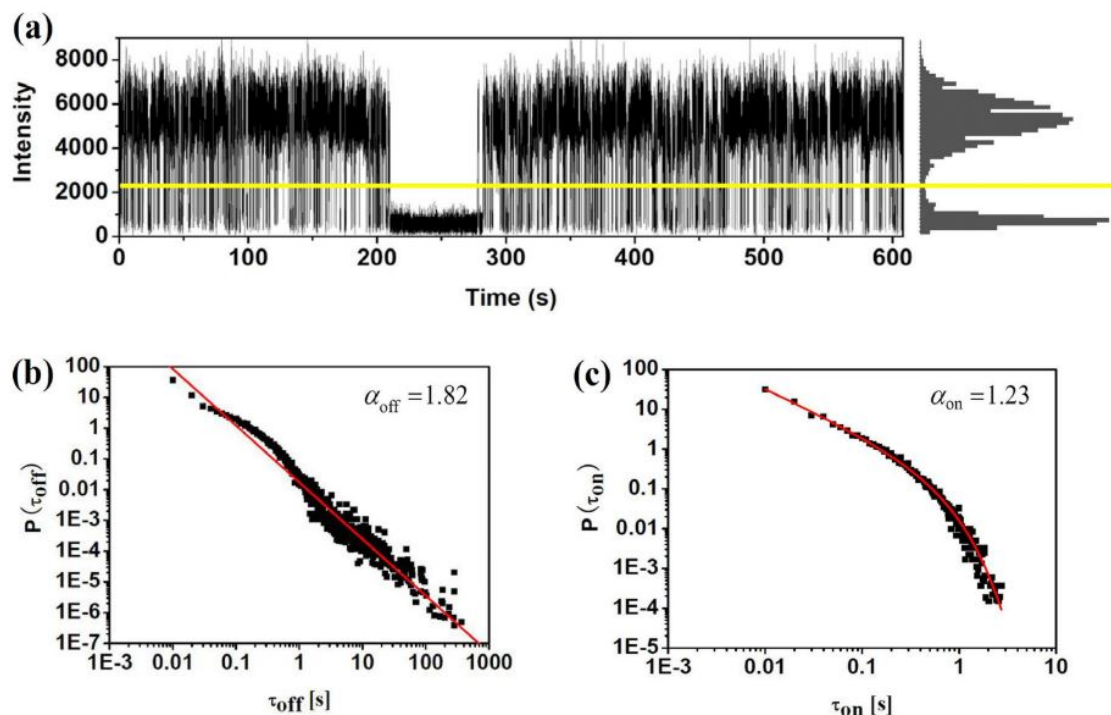 (a)
Intensity
8000
6000
4000
2000
0
0 100 200 300 400 500 600
Time (s)
(b)
P(τoff)
100
10
1
0.1
0.01
1E-3
1E-4
1E-5
1E-6
1E-7
αoff =1.82
1E-3 0.01 0.1 1 10 100 1000
τoff [s]
(c)
P(τon)
100
10
1
0.1
0.01
1E-3
1E-4
1E-5
αon =1.23
1E-3 0.01 0.1 1 10
τon [s]